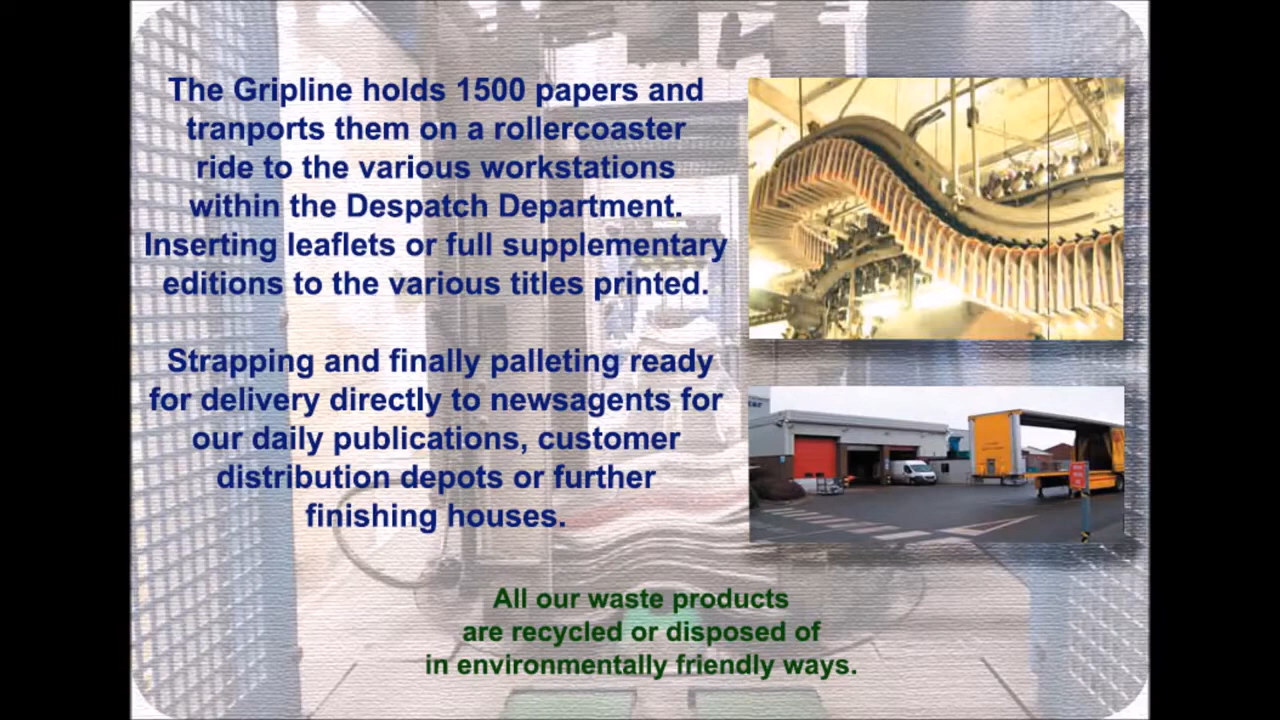 The Gripline holds 1500 papers and
tranports them on a rollercoaster
ride to the various workstations
within the Despatch Department.
Inserting leaflets or full supplementary
editions to the various titles printed.
Strapping and finally palleting ready
for delivery directly to newsagents for
our daily publications, customer
distribution depots or further
finishing houses.
All our waste products
are recycled or disposed of
in environmentally friendly ways.